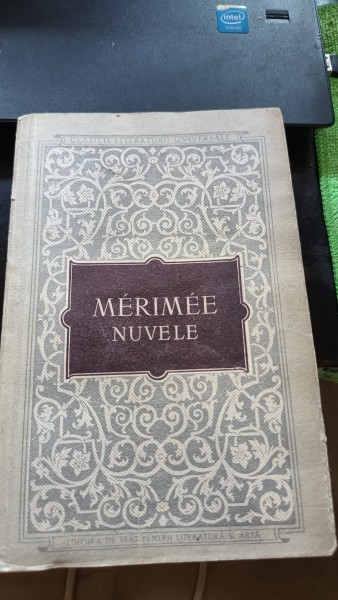 intel
CLASICII LITERATURII UNIVERSALE
MÉRIMÉE
NUVELE
EDITURA DE STAT PENTRU LITERATURĂ ȘI ARTĂ